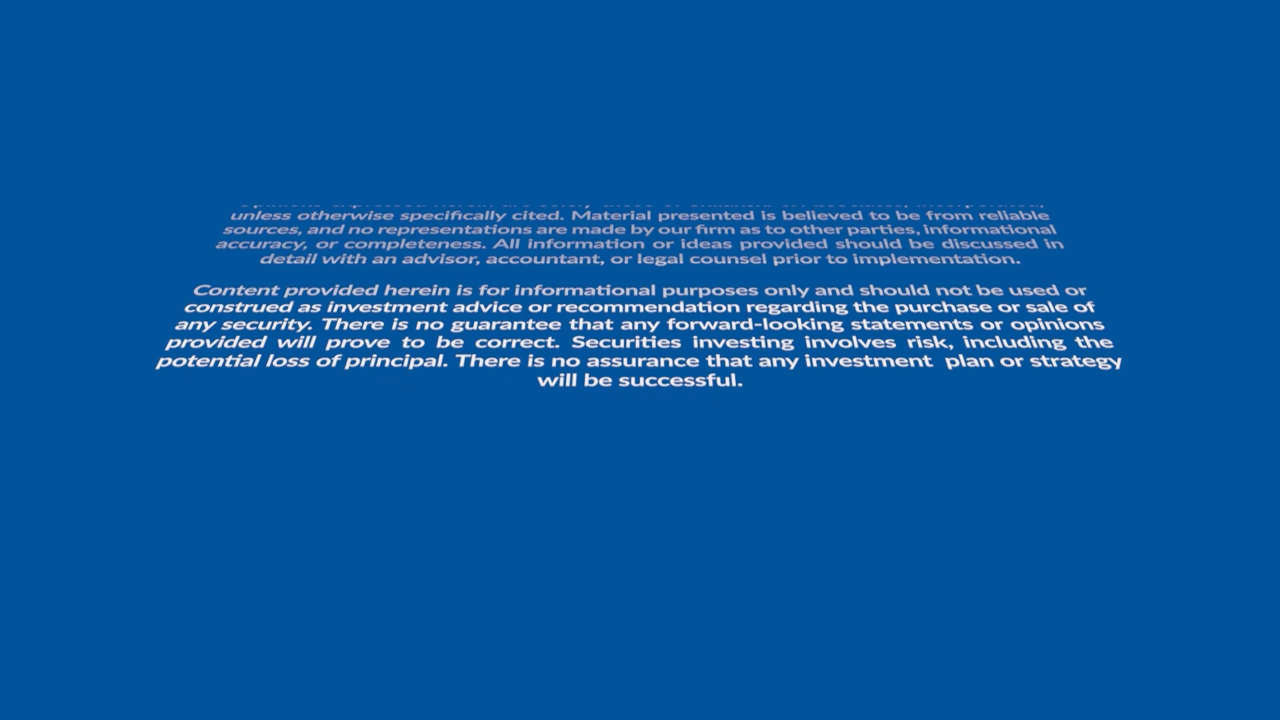 unless otherwise specifically cited. Material presented is believed to be from reliable
sources, and no representations are made by our firm as to other parties, informational
accuracy, or completeness. All information or ideas provided should be discussed in
detail with an advisor, accountant, or legal counsel prior to implementation.
Content provided herein is for informational purposes only and should not be used or
construed as investment advice or recommendation regarding the purchase or sale of
any security. There is no guarantee that any forward-looking statements or opinions
provided will prove to be correct. Securities investing involves risk, including the
potential loss of principal. There is no assurance that any investment plan or strategy
will be successful.